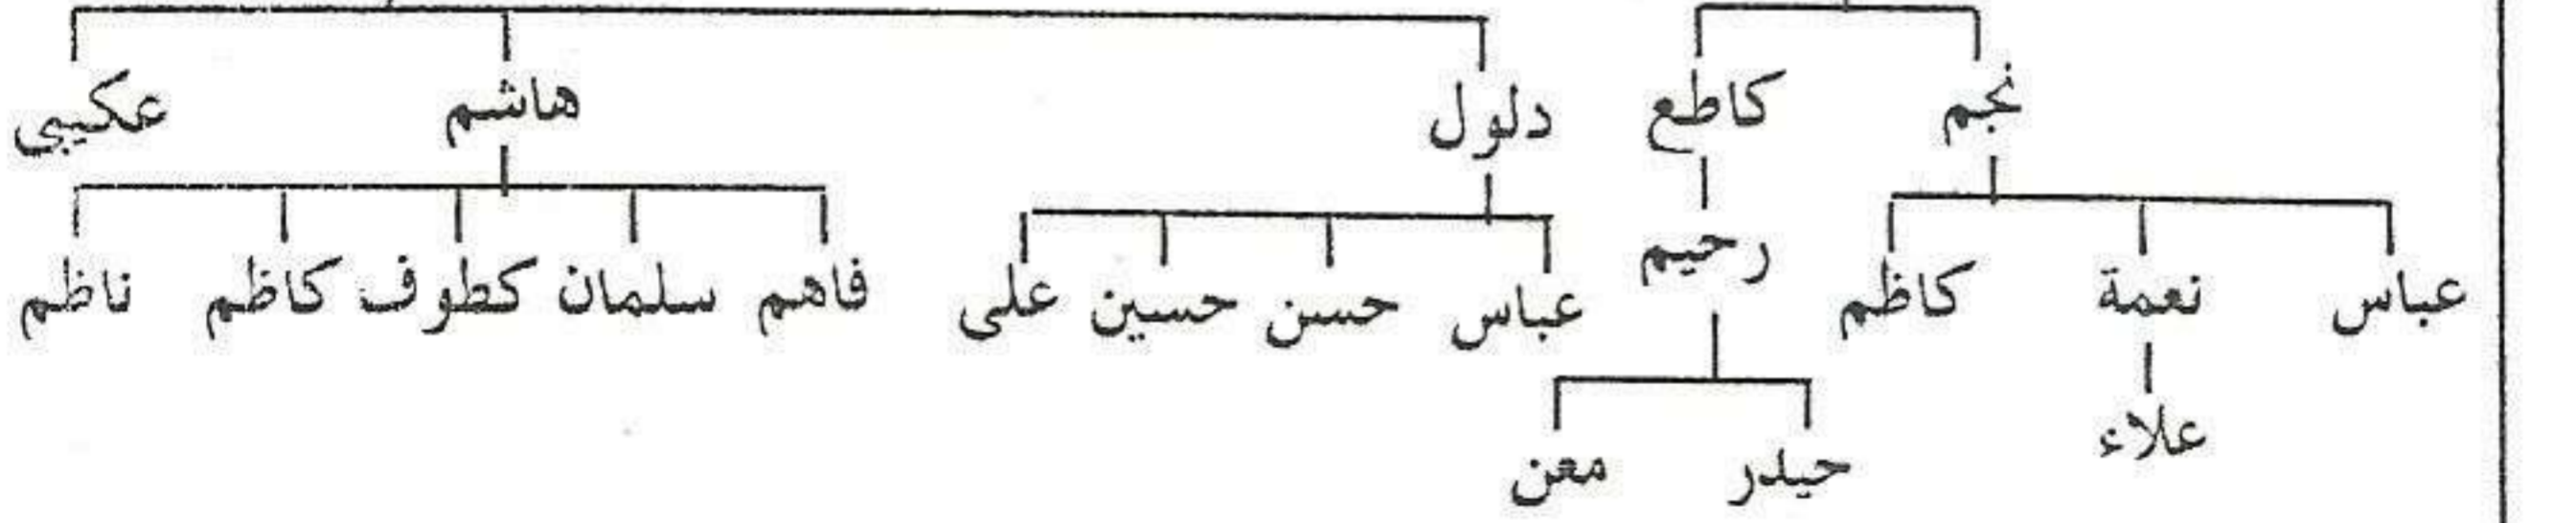 نجم كاطع دلول هاشم عكيبي
رحيم
عباس نعمة كاظم عباس حسن حسين على فاهم سلمان كطوف كاظم ناظم
علاء
حيدر معن